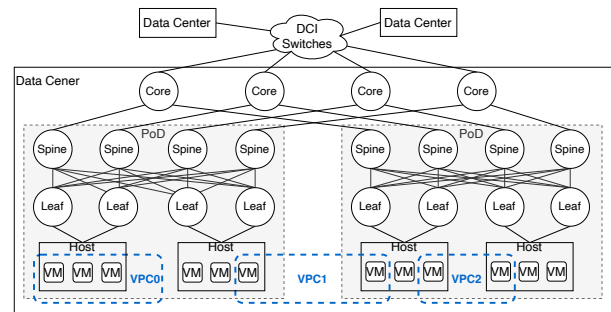 Data Center
DCI
Switches
Data Center
Data Cener
Core
Core
Core
Core
PoD
PoD
Spine
Spine
Spine
Spine
Spine
Spine
Spine
Spine
Leaf
Leaf
Leaf
Leaf
Leaf
Leaf
Leaf
Leaf
Host
Host
Host
Host
VM VM VM
VPC0
VM VM VM
VPC1
VM VM VM
VPC2
VM VM VM